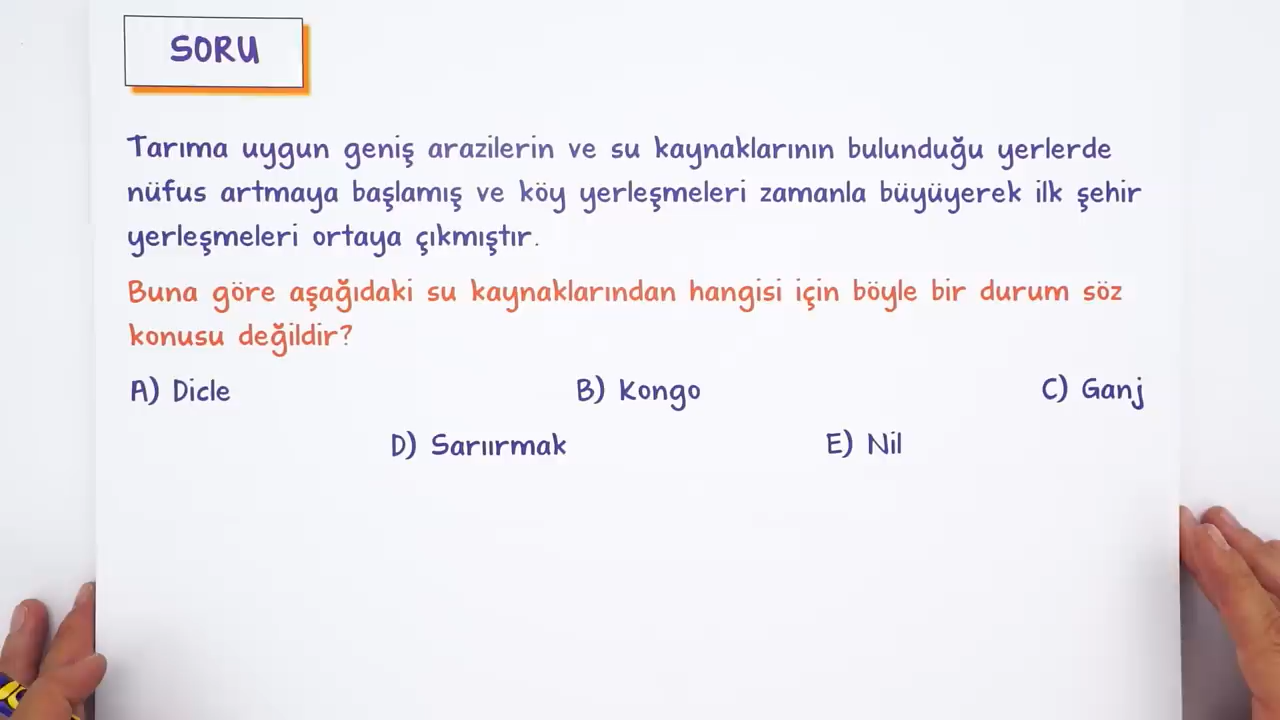 SORU
Tarıma uygun geniş arazilerin ve su kaynaklarının bulunduğu yerlerde
nüfus artmaya başlamış ve köy yerleşmeleri zamanla büyüyerek ilk şehir
yerleşmeleri ortaya çıkmıştır.
Buna göre aşağıdaki su kaynaklarından hangisi için böyle bir durum söz
konusu değildir?
A) Dicle B) Kongo C) Ganj
D) Sarıırmak E) Nil